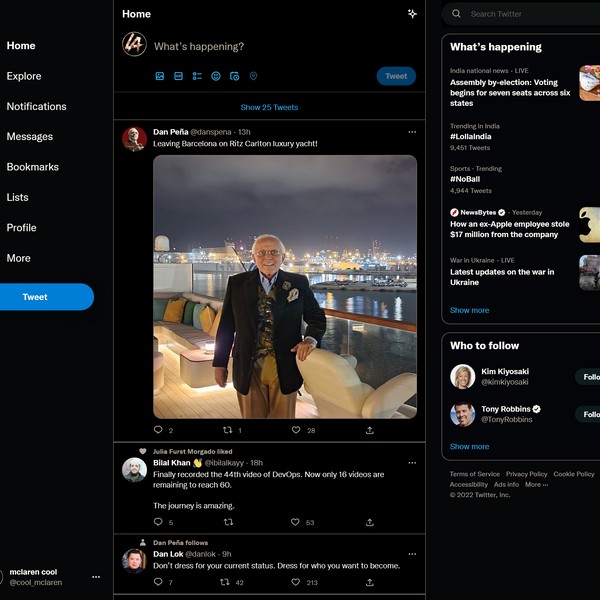 Home
Explore
Notifications
Messages
Bookmarks
Lists
Profile
More
Tweet
mclaren cool
@cool_mclaren
Home
What's happening?
Tweet
Show 25 Tweets
Dan Peña @danspena · 13h
Leaving Barcelona on Ritz Carlton luxury yacht!
2 1 28
Julia Furst Morgado liked
Bilal Khan 👋 @ibilalkayy · 18h
Finally recorded the 44th video of DevOps. Now only 16 videos are
remaining to reach 60.
The journey is amazing.
5 53
Dan Peña follows
Dan Lok @danlok · 9h
Don't dress for your current status. Dress for who you want to become.
7 42 213
Search Twitter
What's happening
India national news · LIVE
Assembly by-election: Voting
begins for seven seats across six
states
Trending in India
#LollaIndia
9,451 Tweets
Sports · Trending
#NoBall
4,944 Tweets
NewsBytes · Yesterday
How an ex-Apple employee stole
$17 million from the company
War in Ukraine · LIVE
Latest updates on the war in
Ukraine
Show more
Who to follow
Kim Kiyosaki
@kimkiyosaki
Follo
Tony Robbins
@TonyRobbins
Follo
Show more
Terms of Service Privacy Policy Cookie Policy
Accessibility Ads info More ···
© 2022 Twitter, Inc.